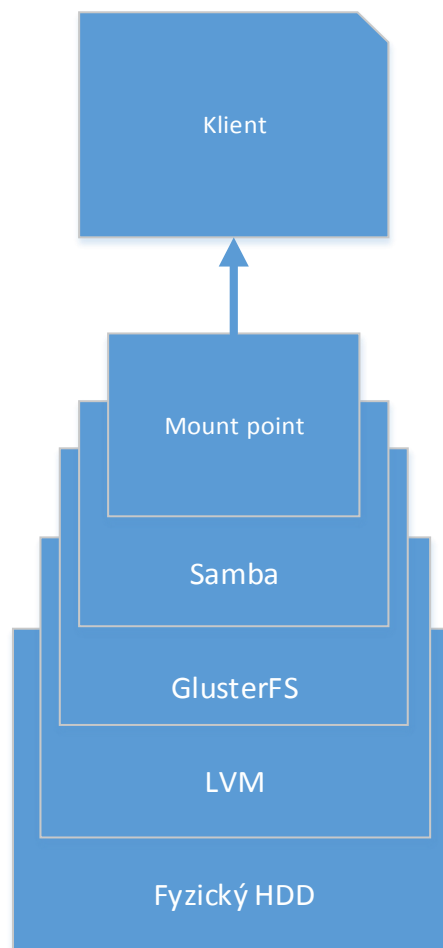 Klient
Mount point
Samba
GlusterFS
LVM
Fyzický HDD